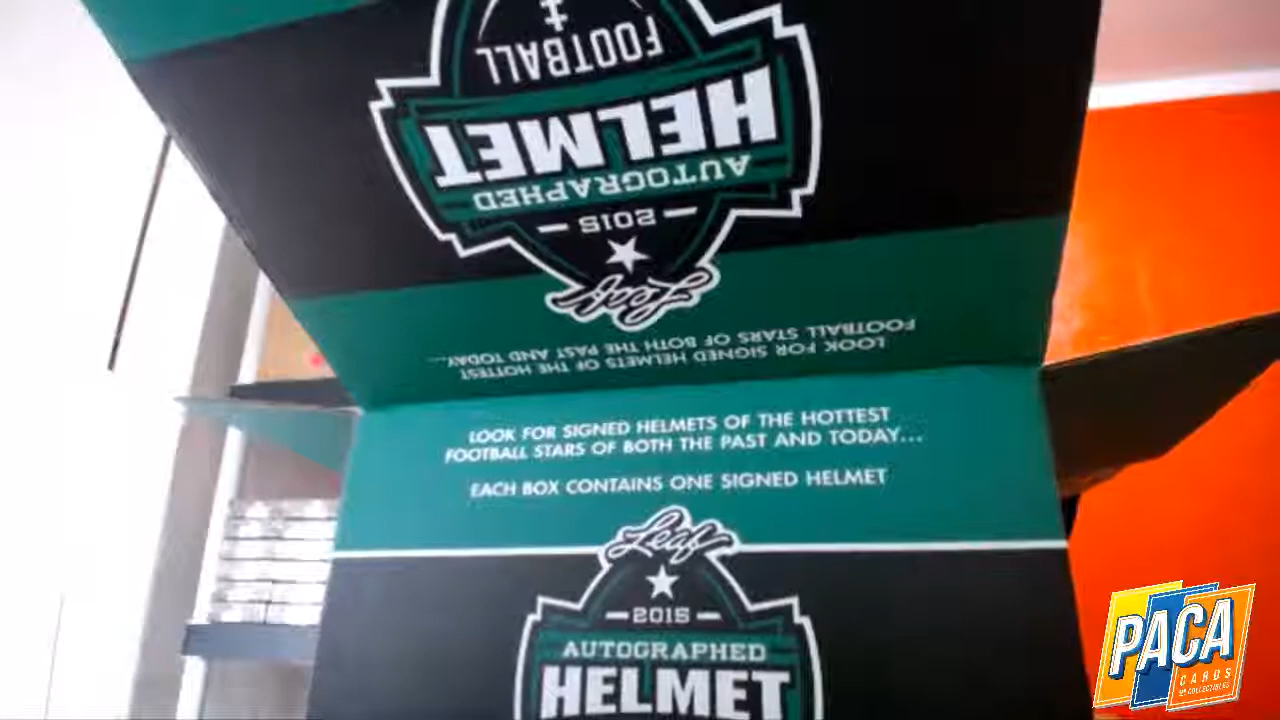 FOOTBALL
HELMET
AUTOGRAPHED
2015
Leaf
FOOTBALL STARS OF BOTH THE PAST AND TODAY...
LOOK FOR SIGNED HELMETS OF THE HOTTEST
LOOK FOR SIGNED HELMETS OF THE HOTTEST
FOOTBALL STARS OF BOTH THE PAST AND TODAY...
EACH BOX CONTAINS ONE SIGNED HELMET
Leaf
2015
AUTOGRAPHED
HELMET
PACA
CARDS
AND COLLECTIBLES